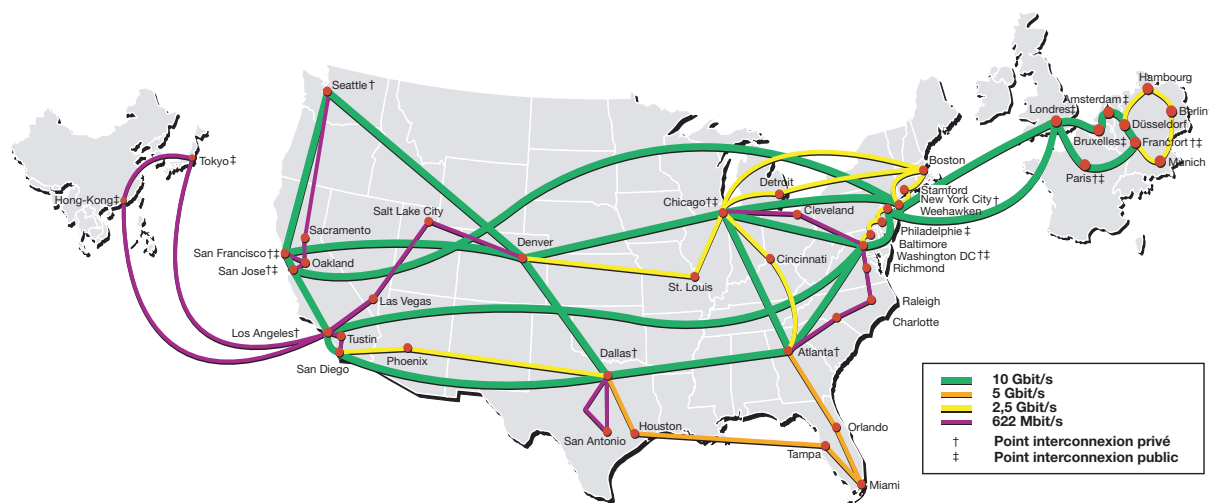 Seattle †
Hambourg
Amsterdam ‡
Londres‡
Berlin
Düsseldorf
Bruxelles‡
Francfort †‡
Munich
Paris†‡
Tokyo‡
Hong-Kong‡
Boston
Detroit
Stamford
Chicago†‡
New York City†
Cleveland
Weehawken
Salt Lake City
Philadelphie ‡
Sacramento
Denver
Baltimore
San Francisco†‡
Washington DC †‡
Oakland
Cincinnati
San Jose†‡
Richmond
St. Louis
Las Vegas
Raleigh
Charlotte
Los Angeles†
Tustin
Dallas†
Atlanta†
Phoenix
San Diego
Houston
Orlando
San Antonio
Tampa
Miami
10 Gbit/s
5 Gbit/s
2,5 Gbit/s
622 Mbit/s
† Point interconnexion privé
‡ Point interconnexion public